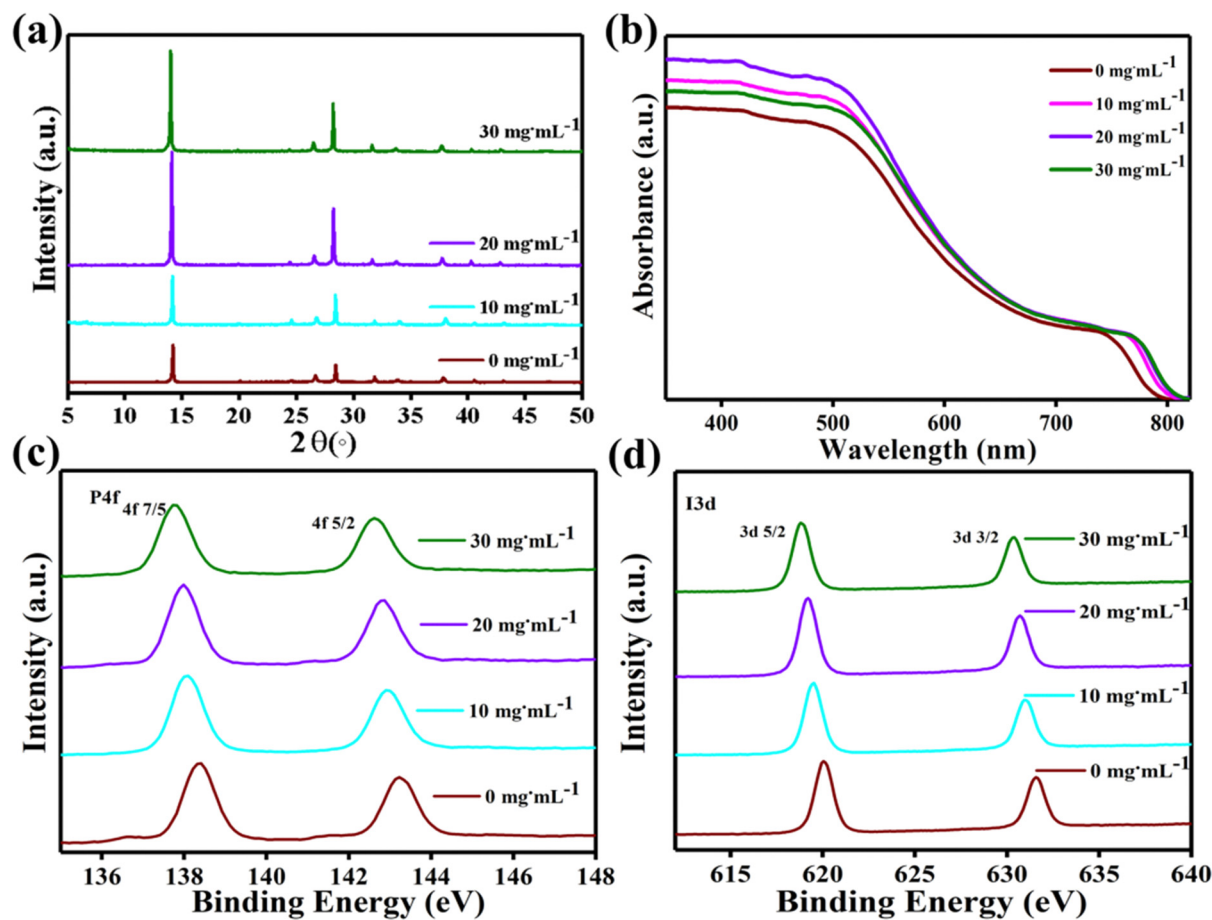 (a)
Intensity (a.u.)
30 mg·mL⁻¹
20 mg·mL⁻¹
10 mg·mL⁻¹
0 mg·mL⁻¹
5 10 15 20 25 30 35 40 45 50
2 θ(◦)
(b)
Absorbance (a.u.)
0 mg·mL⁻¹
10 mg·mL⁻¹
20 mg·mL⁻¹
30 mg·mL⁻¹
400 500 600 700 800
Wavelength (nm)
(c)
Intensity (a.u.)
P4f
4f 7/5
4f 5/2
30 mg·mL⁻¹
20 mg·mL⁻¹
10 mg·mL⁻¹
0 mg·mL⁻¹
136 138 140 142 144 146 148
Binding Energy (eV)
(d)
Intensity (a.u.)
I3d
3d 5/2
3d 3/2
30 mg·mL⁻¹
20 mg·mL⁻¹
10 mg·mL⁻¹
0 mg·mL⁻¹
615 620 625 630 635 640
Binding Energy (eV)